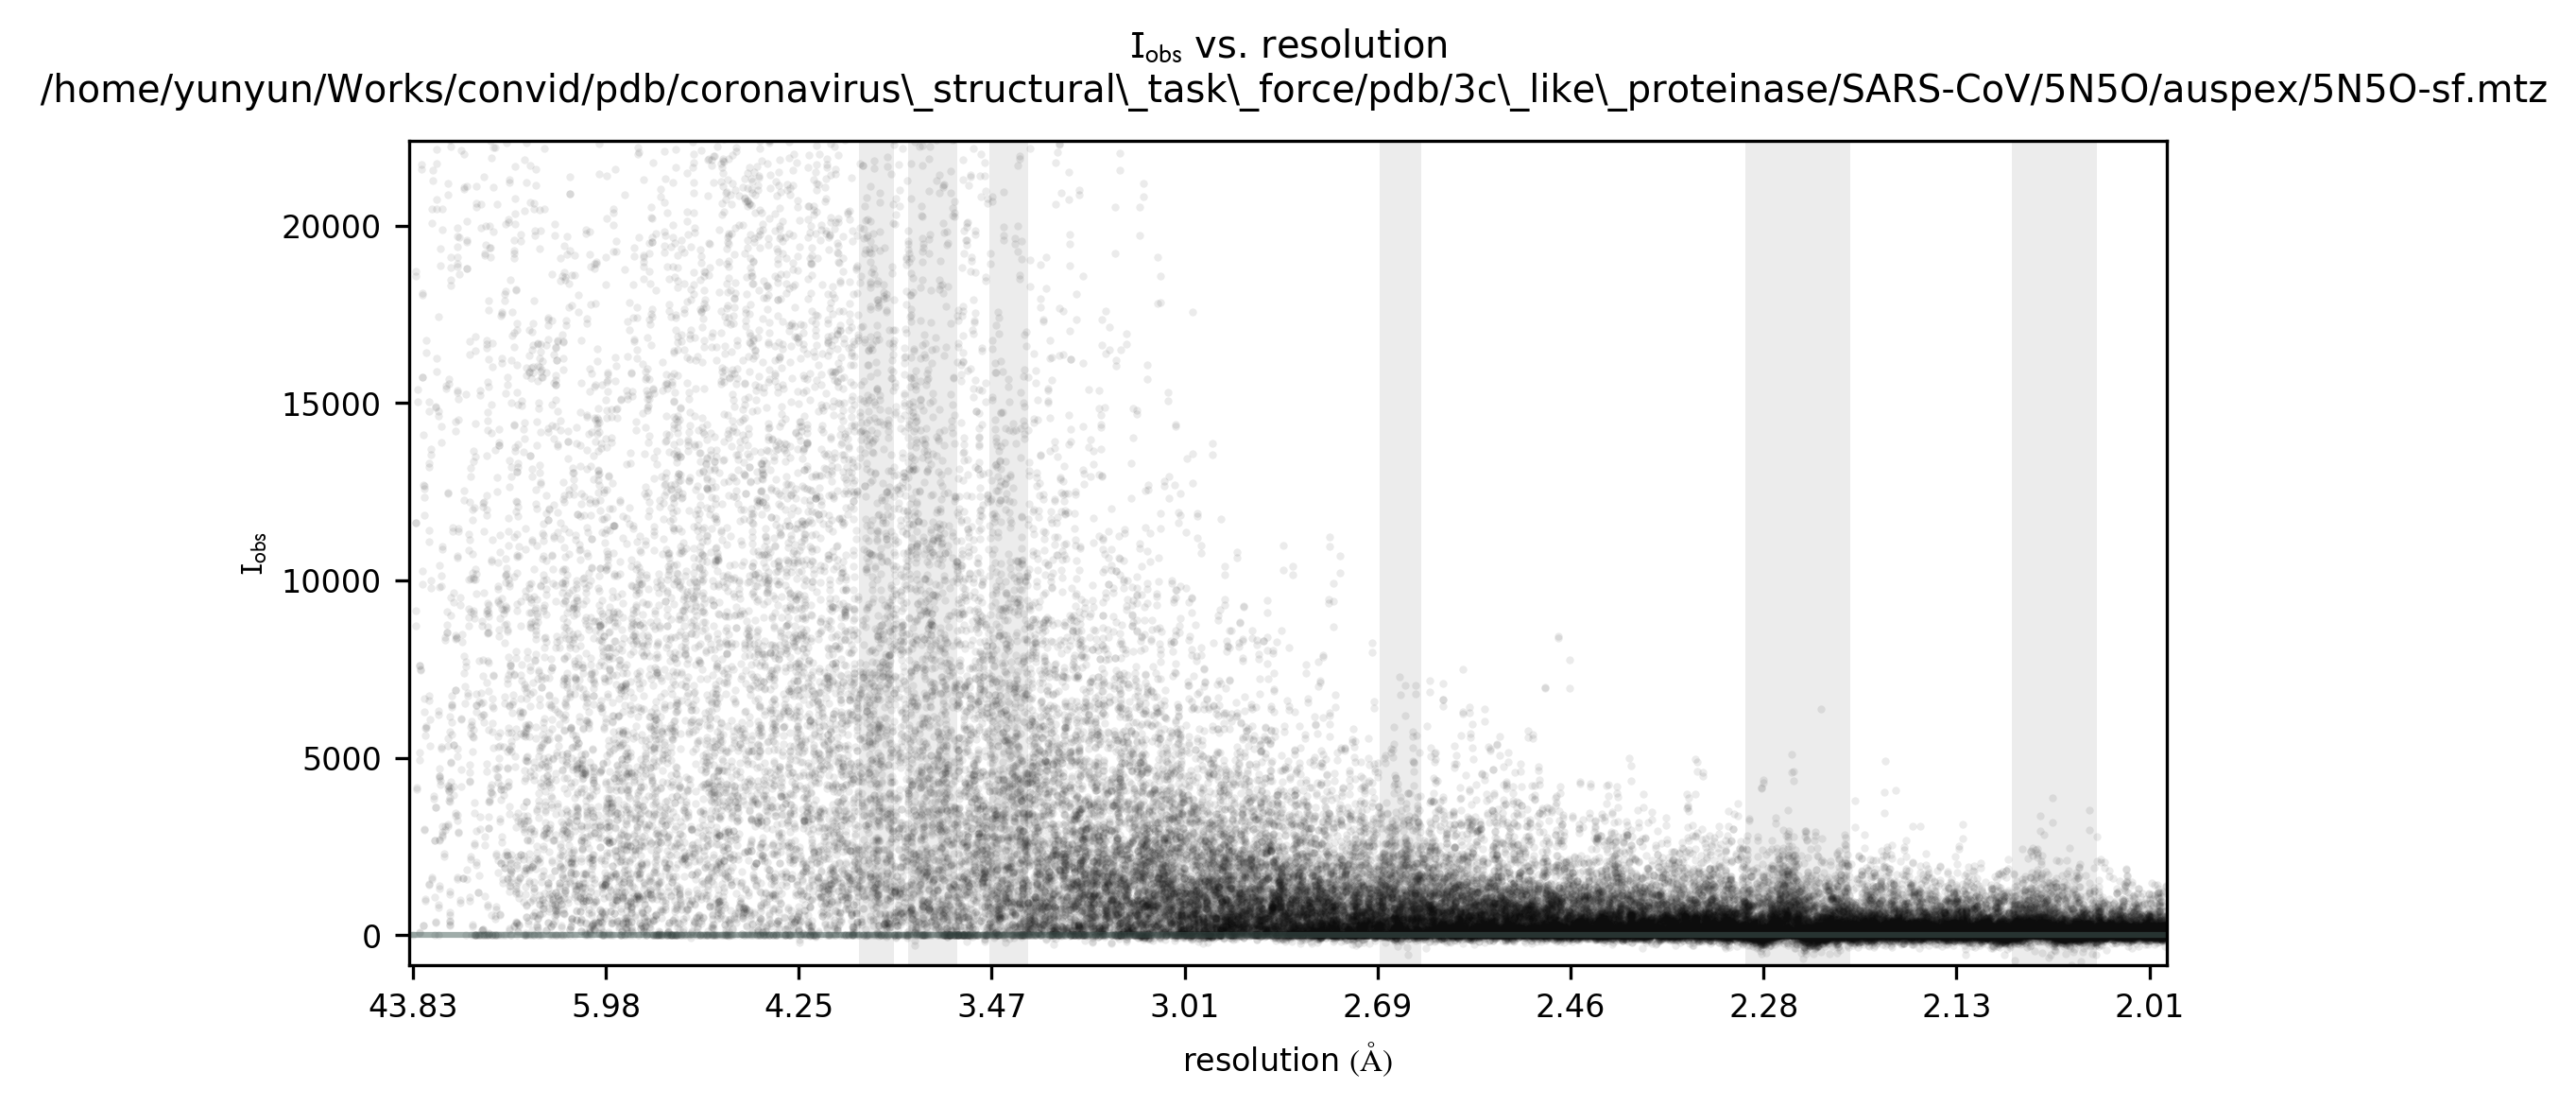 I_obs vs. resolution
/home/yunyun/Works/convid/pdb/coronavirus\_structural\_task\_force/pdb/3c\_like\_proteinase/SARS-CoV/5N5O/auspex/5N5O-sf.mtz
20000
15000
10000
5000
0
I_obs
43.83 5.98 4.25 3.47 3.01 2.69 2.46 2.28 2.13 2.01
resolution (Å)